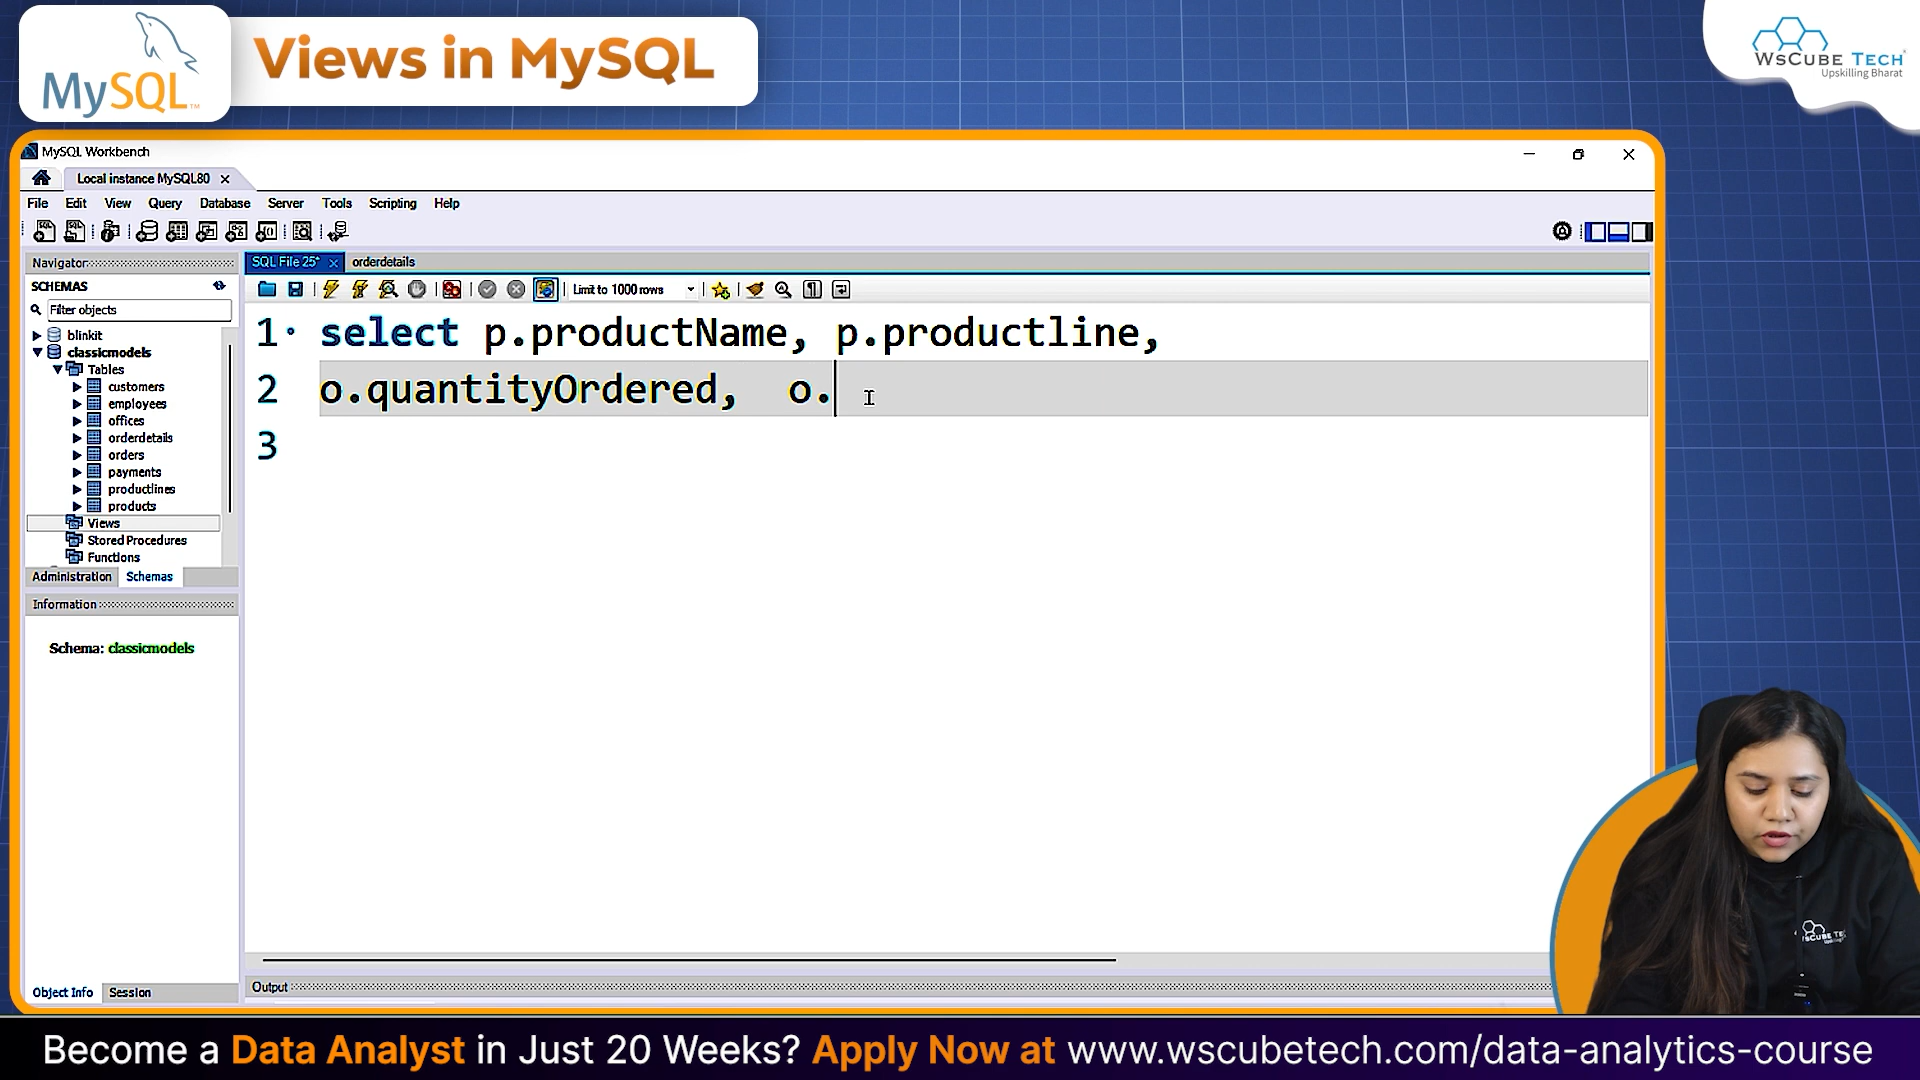 MySQL™
Views in MySQL
WsCube Tech
Upskilling Bharat
MySQL Workbench
Local instance MySQL80
File Edit View Query Database Server Tools Scripting Help
Navigator
SCHEMAS
Filter objects
blinkit
classicmodels
Tables
customers
employees
offices
orderdetails
orders
payments
productlines
products
Views
Stored Procedures
Functions
Administration Schemas
Information
Schema: classicmodels
Object Info Session
SQL File 25* orderdetails
Limit to 1000 rows
1 select p.productName, p.productline,
2 o.quantityOrdered,  o.
3
Output
Become a Data Analyst in Just 20 Weeks? Apply Now at www.wscubetech.com/data-analytics-course